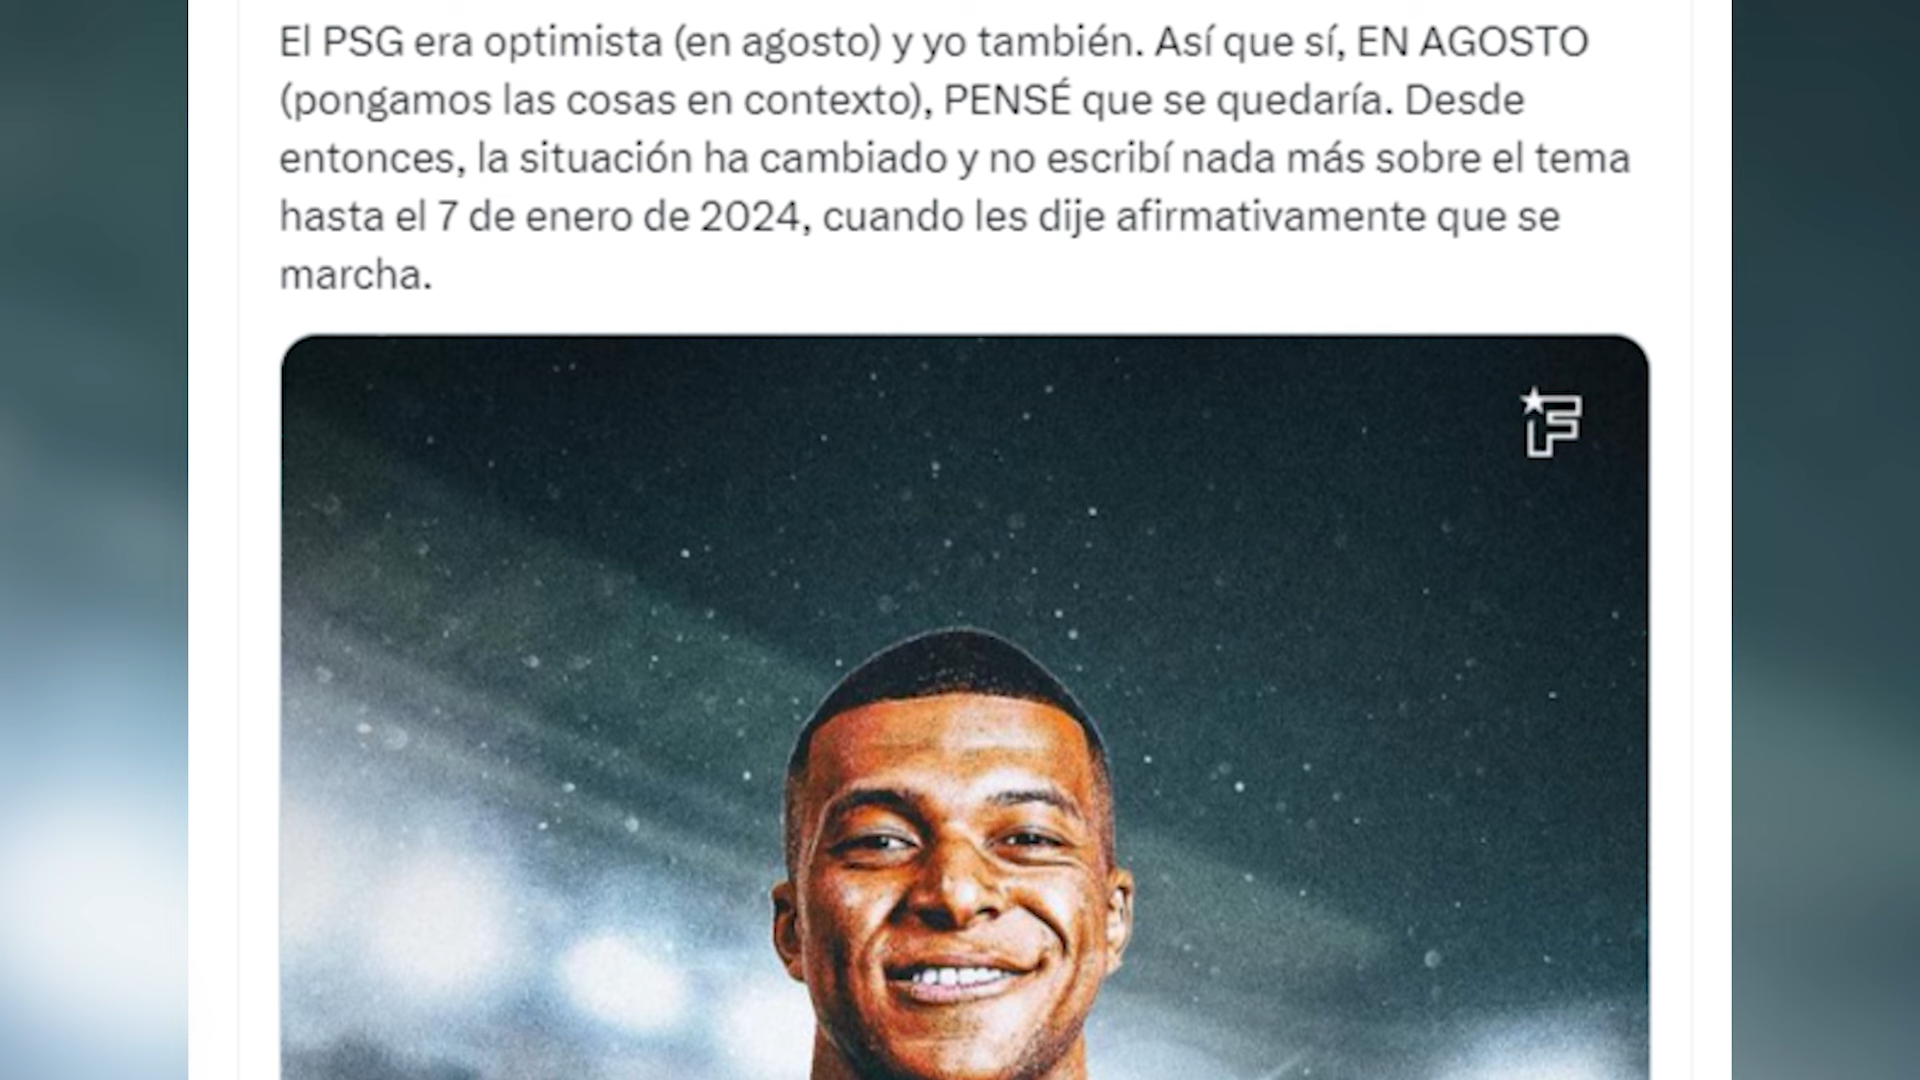 El PSG era optimista (en agosto) y yo también. Así que sí, EN AGOSTO
(pongamos las cosas en contexto), PENSÉ que se quedaría. Desde
entonces, la situación ha cambiado y no escribí nada más sobre el tema
hasta el 7 de enero de 2024, cuando les dije afirmativamente que se
marcha.
F